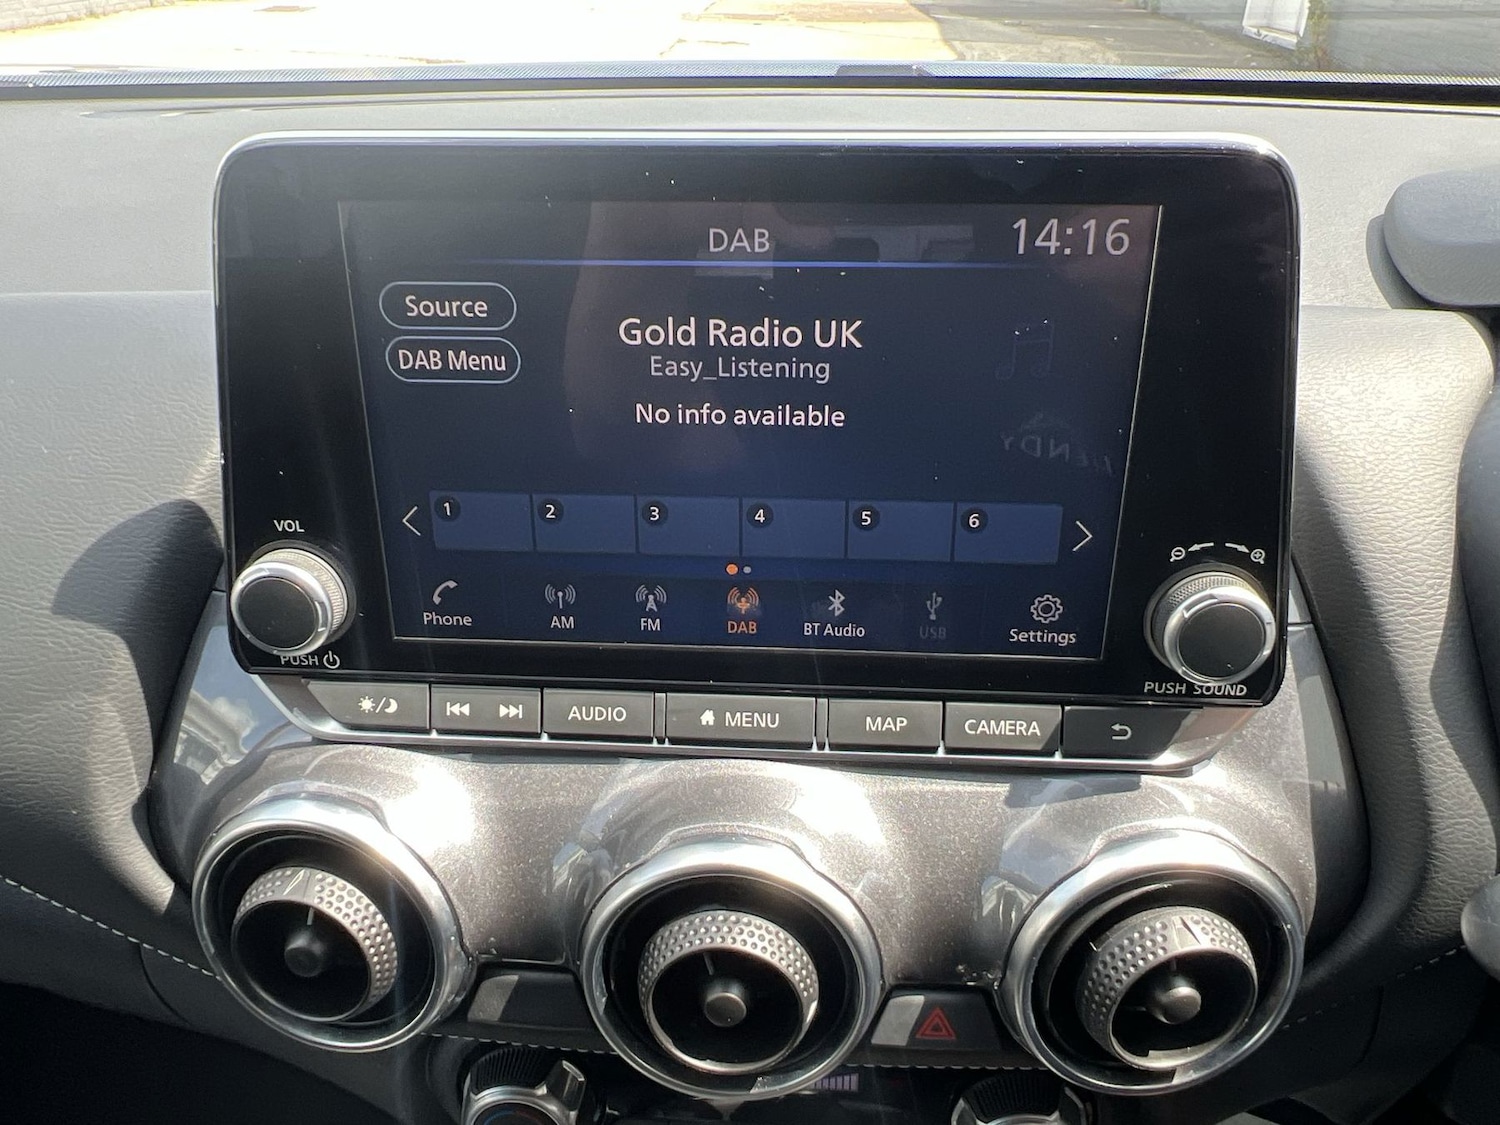 DAB
14:16
Source
DAB Menu
Gold Radio UK
Easy_Listening
No info available
1 2 3 4 5 6
Phone AM FM DAB BT Audio USB Settings
VOL
PUSH
PUSH SOUND
AUDIO MENU MAP CAMERA